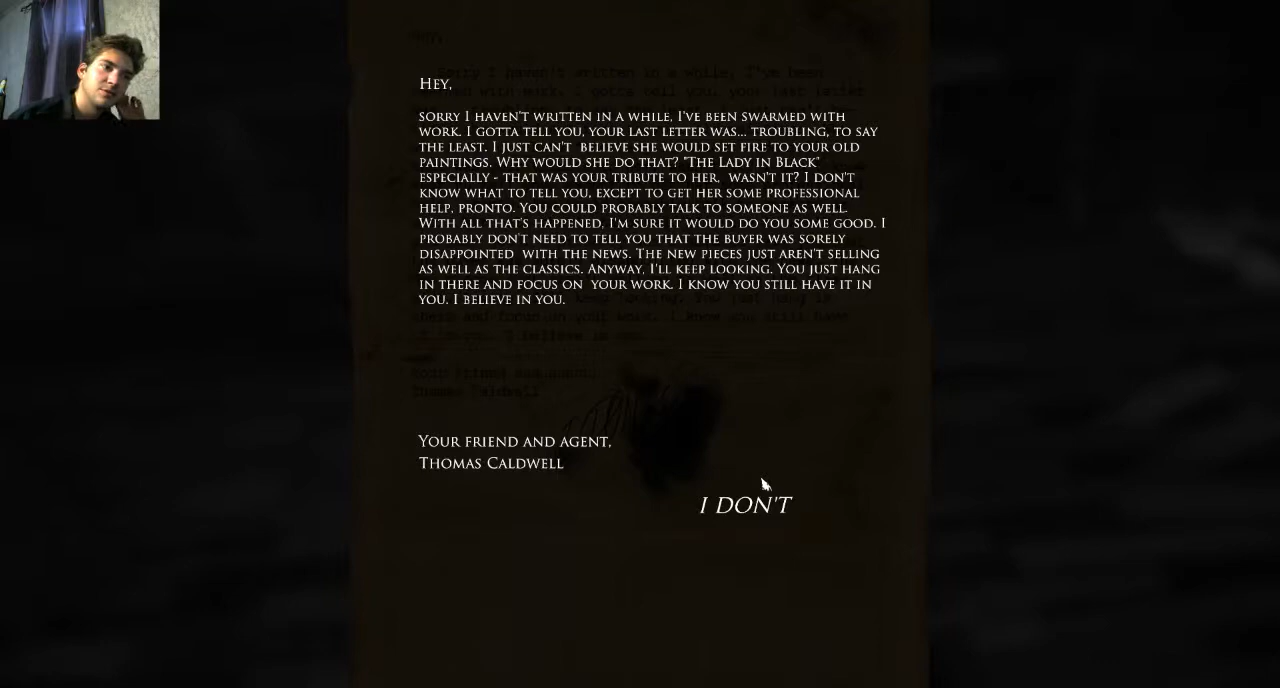 Hey,
Sorry I haven't written in a while, I've been swarmed with
work. I gotta tell you, your last letter was... troubling, to say
the least. I just can't believe she would set fire to your old
paintings. Why would she do that? "The Lady in Black"
especially - that was your tribute to her, wasn't it? I don't
know what to tell you, except to get her some professional
help, pronto. You could probably talk to someone as well.
With all that's happened, I'm sure it would do you some good. I
probably don't need to tell you that the buyer was sorely
disappointed with the news. The new pieces just aren't selling
as well as the classics. Anyway, I'll keep looking. You just hang
in there and focus on your work. I know you still have it in
you. I believe in you.
Your friend and agent,
Thomas Caldwell
I DON'T